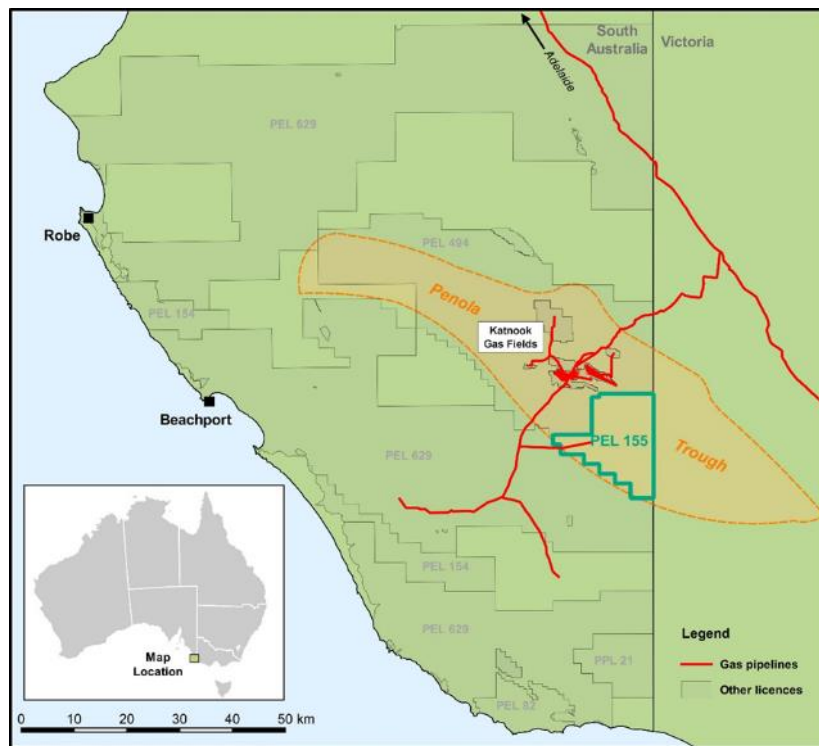 South
Australia
Victoria
Adelaide
PEL 629
Robe
PEL 494
Penola
PEL 154
Katnook
Gas Fields
Beachport
PEL 155
Trough
PEL 629
PEL 154
PEL 629
PPL 21
PEL 82
Map
Location
Legend
Gas pipelines
Other licences
0 10 20 30 40 50 km